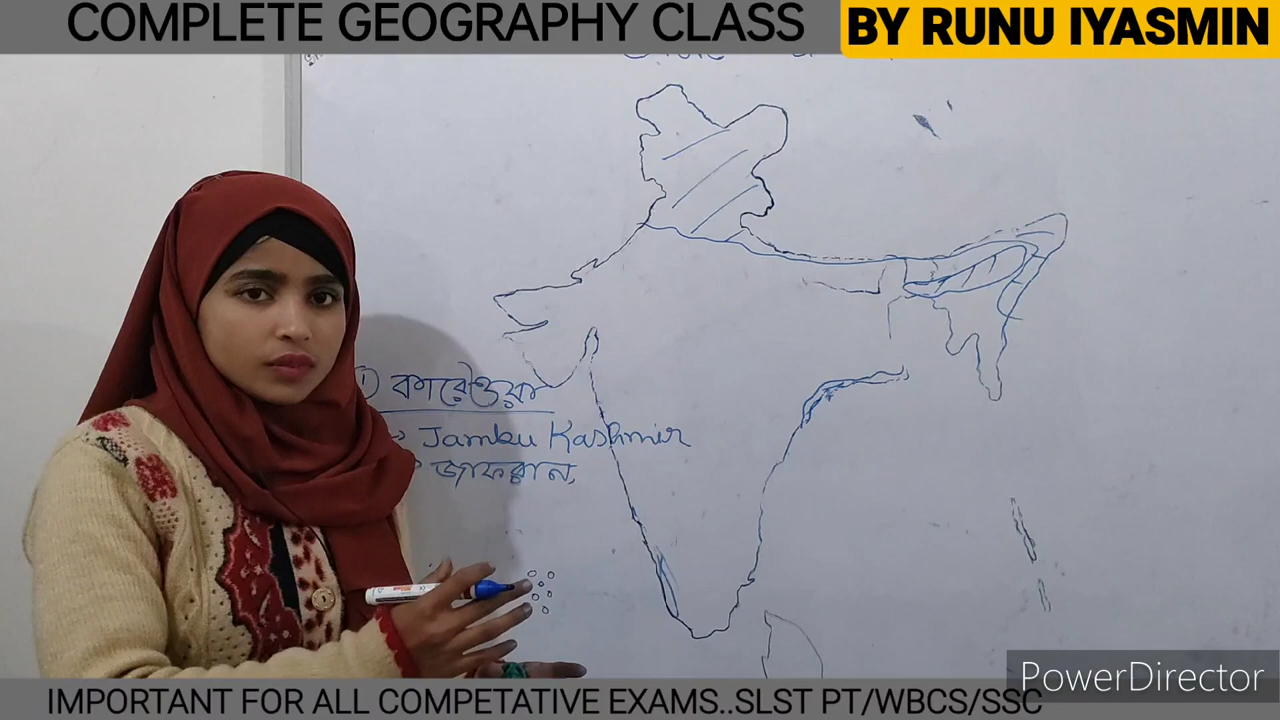 COMPLETE GEOGRAPHY CLASS
BY RUNU IYASMIN
1) কারেওয়া
→ Jamku Kashmir
→ জাফরান,
PowerDirector
IMPORTANT FOR ALL COMPETATIVE EXAMS..SLST PT/WBCS/SSC